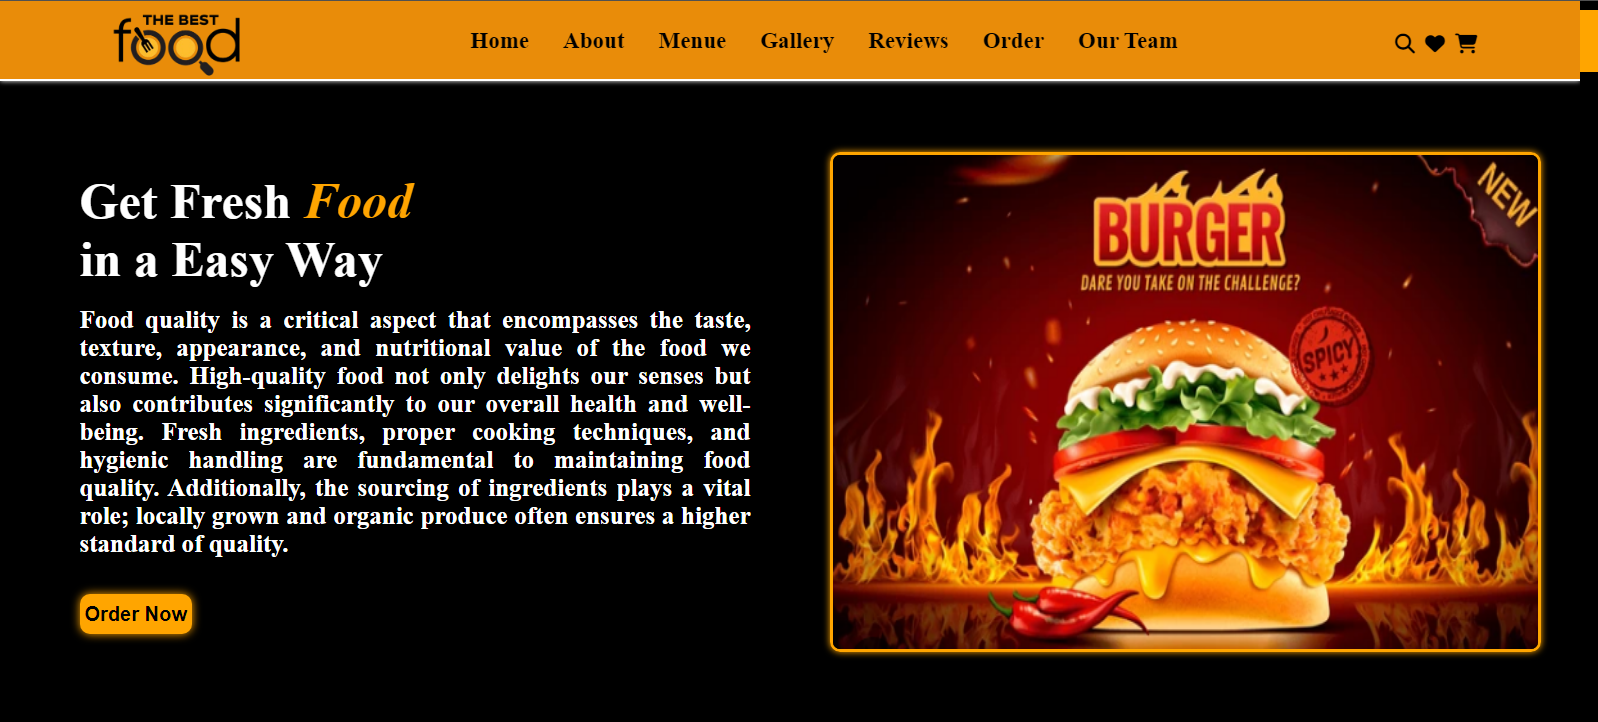 THE BEST
food
Home About Menue Gallery Reviews Order Our Team
Get Fresh Food
in a Easy Way
Food quality is a critical aspect that encompasses the taste,
texture, appearance, and nutritional value of the food we
consume. High-quality food not only delights our senses but
also contributes significantly to our overall health and well-
being. Fresh ingredients, proper cooking techniques, and
hygienic handling are fundamental to maintaining food
quality. Additionally, the sourcing of ingredients plays a vital
role; locally grown and organic produce often ensures a higher
standard of quality.
Order Now
NEW
BURGER
DARE YOU TAKE ON THE CHALLENGE?
SPICY